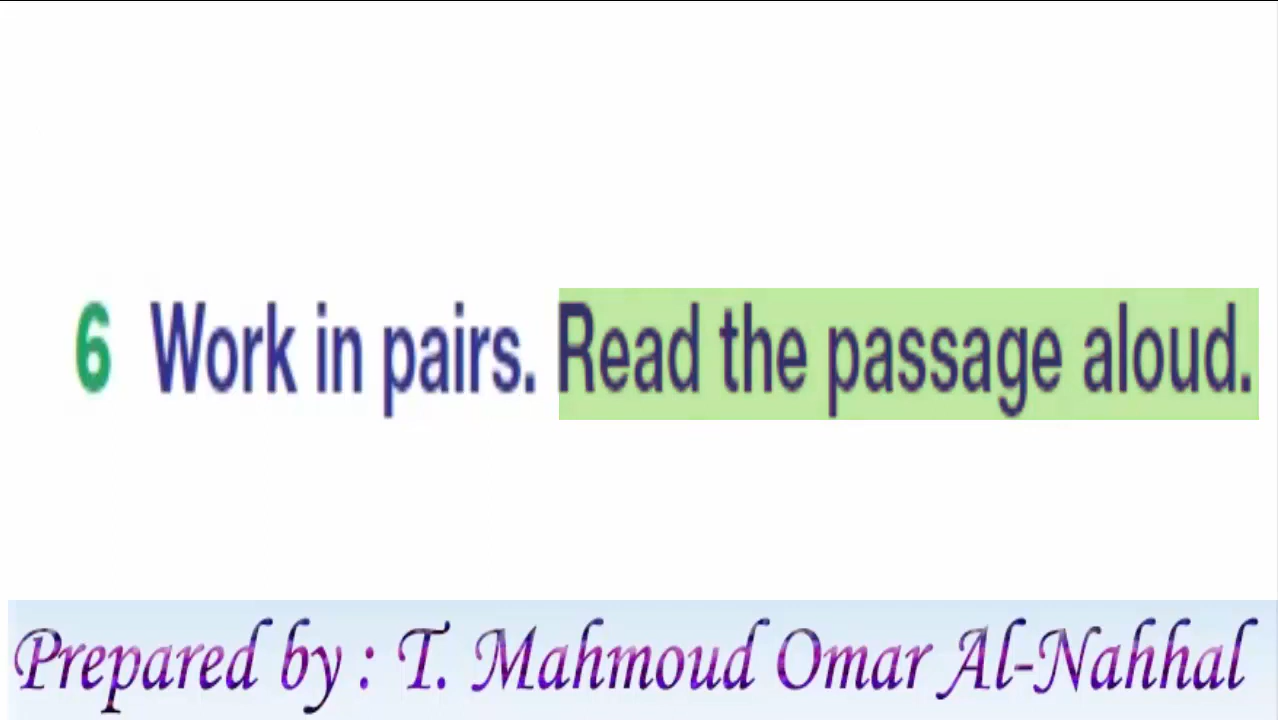 6 Work in pairs. Read the passage aloud.
Prepared by : T. Mahmoud Omar Al-Nahhal